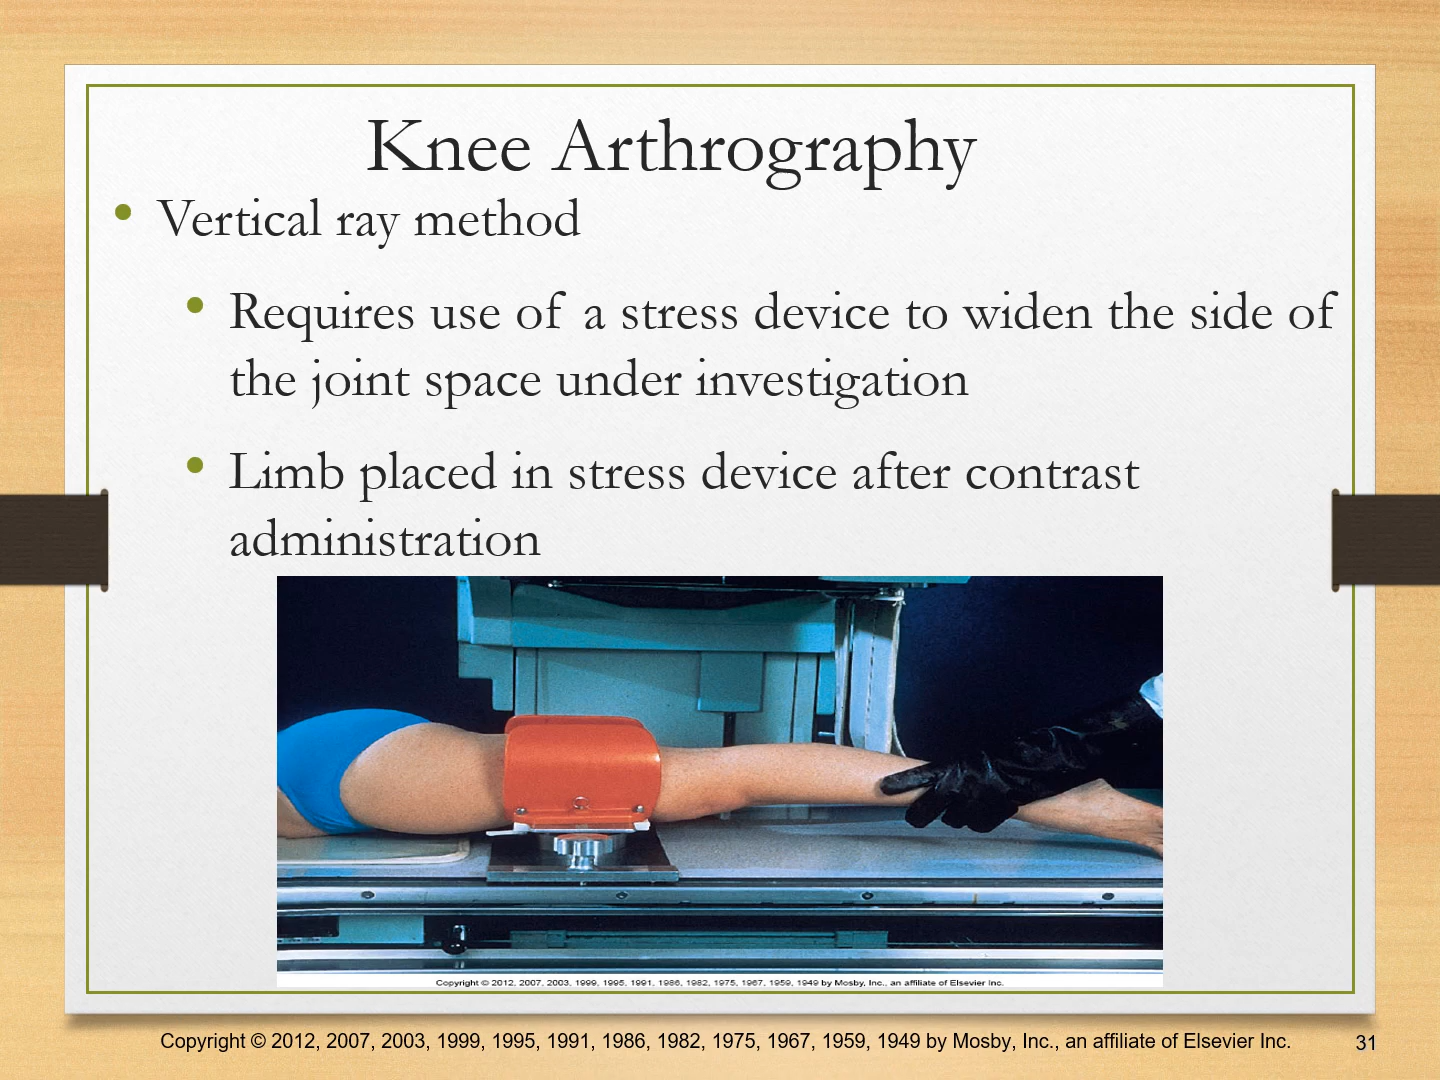 Knee Arthrography
• Vertical ray method
• Requires use of a stress device to widen the side of
the joint space under investigation
• Limb placed in stress device after contrast
administration
Copyright © 2012, 2007, 2003, 1999, 1995, 1991, 1986, 1982, 1975, 1967, 1959, 1949 by Mosby, Inc., an affiliate of Elsevier Inc.
Copyright © 2012, 2007, 2003, 1999, 1995, 1991, 1986, 1982, 1975, 1967, 1959, 1949 by Mosby, Inc., an affiliate of Elsevier Inc.
31